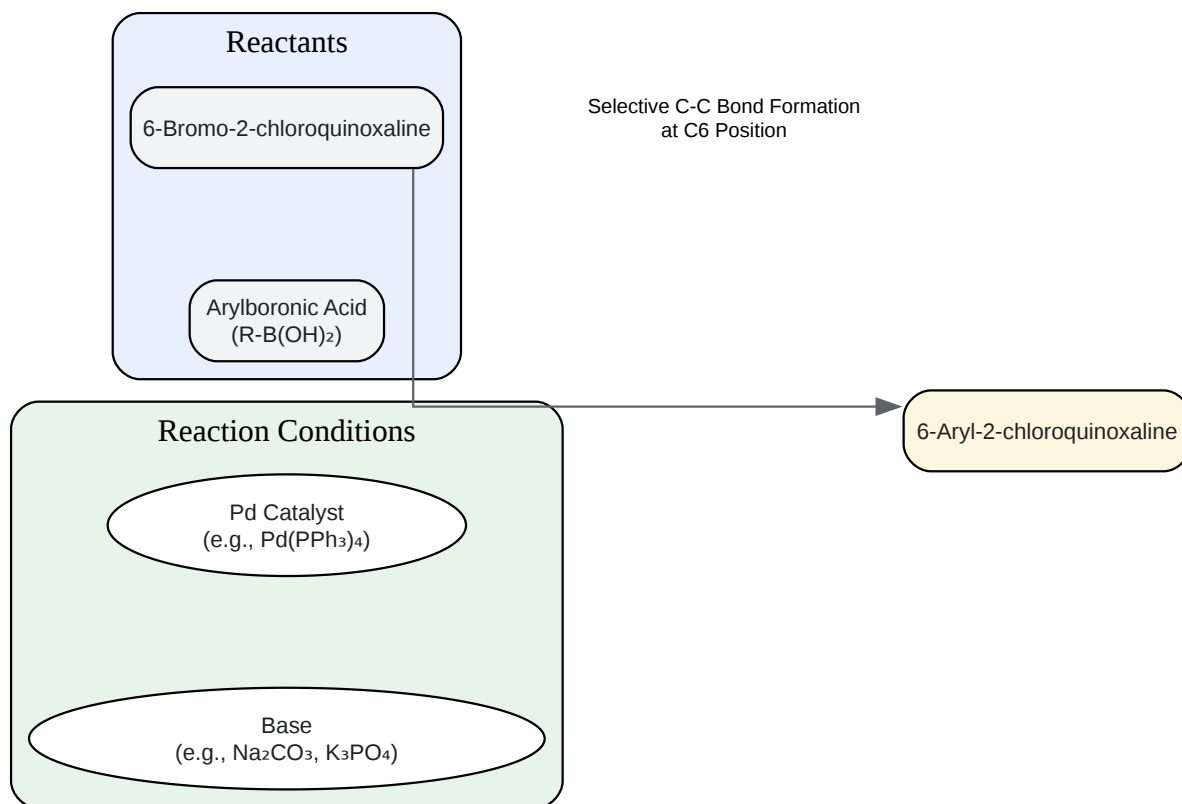 Reactants
6-Bromo-2-chloroquinoxaline
Selective C-C Bond Formation
at C6 Position
Arylboronic Acid
(R-B(OH)₂)
6-Aryl-2-chloroquinoxaline
Reaction Conditions
Pd Catalyst
(e.g., Pd(PPh₃)₄)
Base
(e.g., Na₂CO₃, K₃PO₄)